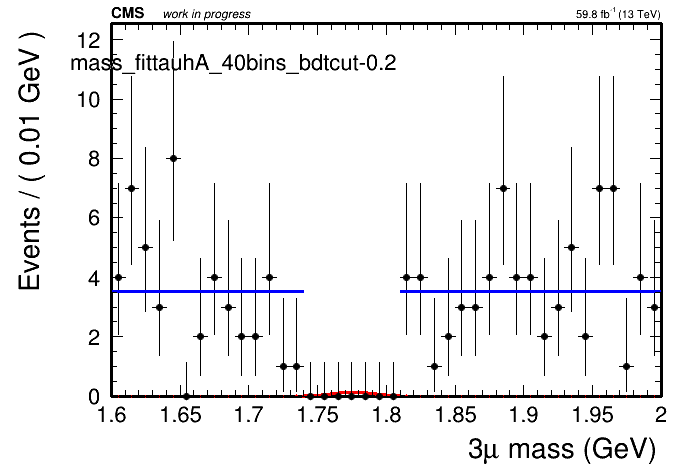 CMS work in progress 59.8 fb-1 (13 TeV)
mass_fittauhA_40bins_bdtcut-0.2
Events / ( 0.01 GeV )
12
10
8
6
4
2
0
1.6 1.65 1.7 1.75 1.8 1.85 1.9 1.95 2
3μ mass (GeV)